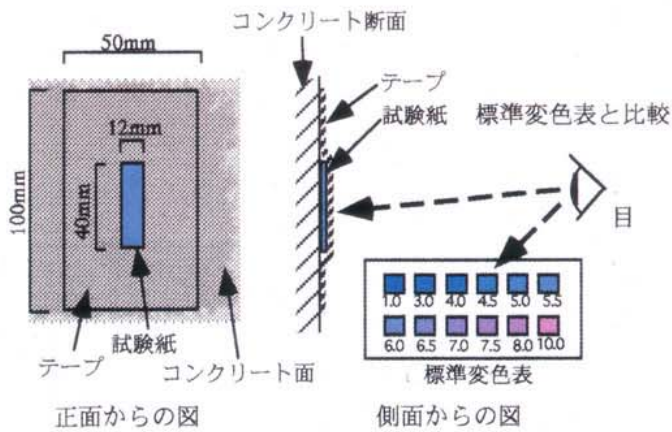 50mm
12mm
100mm
40mm
テープ
試験紙
コンクリート面
正面からの図
コンクリート断面
テープ
試験紙 標準変色表と比較
目
1.0 3.0 4.0 4.5 5.0 5.5
6.0 6.5 7.0 7.5 8.0 10.0
標準変色表
側面からの図